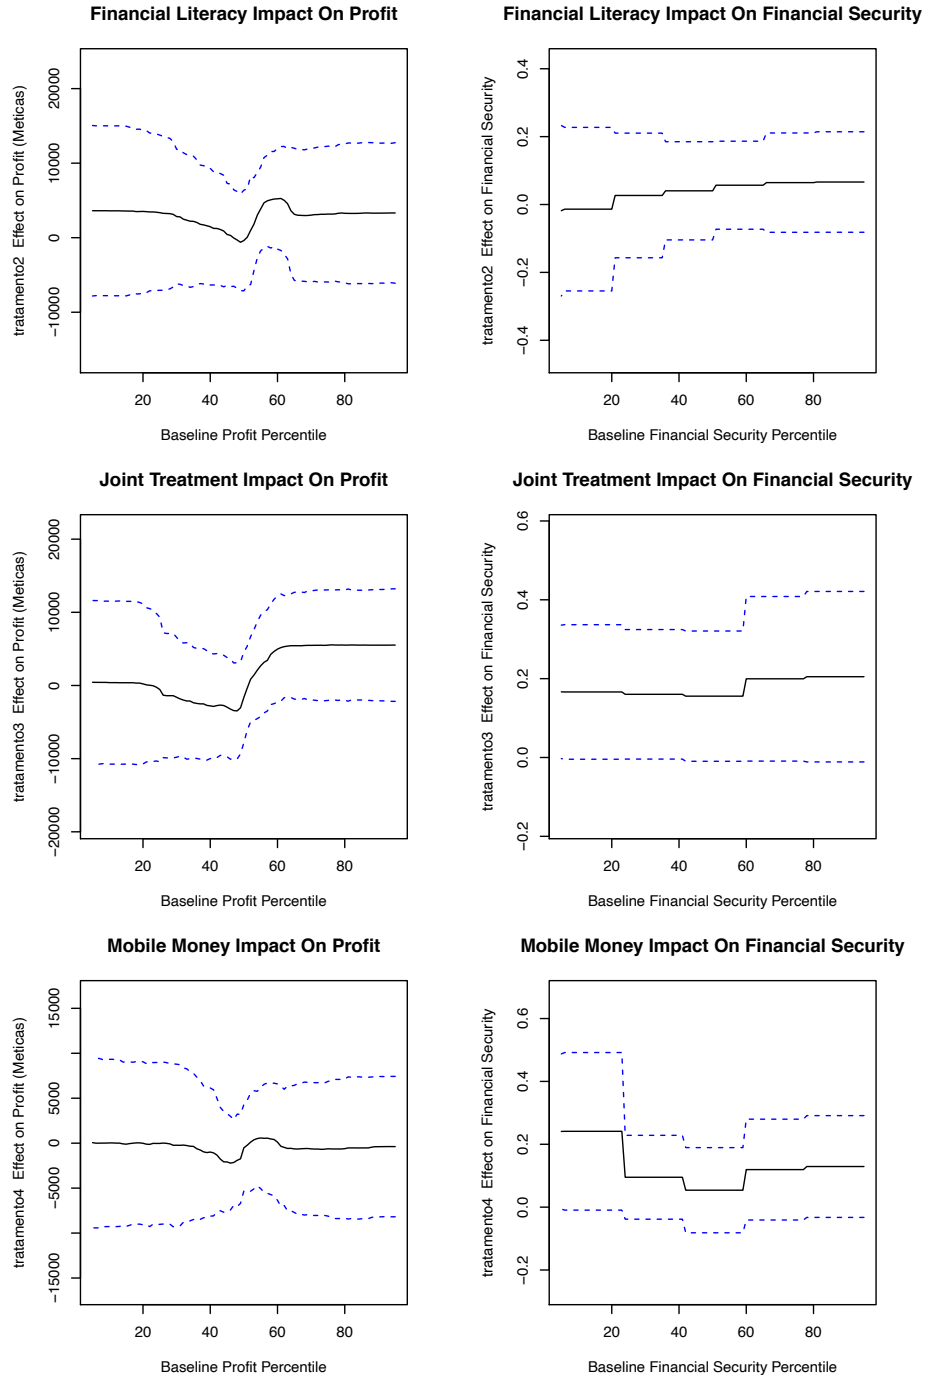 Financial Literacy Impact On Profit
tratamento2 Effect on Profit (Meticas)
20000
10000
0
−10000
20 40 60 80
Baseline Profit Percentile
Financial Literacy Impact On Financial Security
tratamento2 Effect on Financial Security
0.4
0.2
0.0
−0.2
−0.4
20 40 60 80
Baseline Financial Security Percentile
Joint Treatment Impact On Profit
tratamento3 Effect on Profit (Meticas)
20000
10000
0
−10000
−20000
20 40 60 80
Baseline Profit Percentile
Joint Treatment Impact On Financial Security
tratamento3 Effect on Financial Security
0.6
0.4
0.2
0.0
−0.2
20 40 60 80
Baseline Financial Security Percentile
Mobile Money Impact On Profit
tratamento4 Effect on Profit (Meticas)
15000
5000
0
−5000
−15000
20 40 60 80
Baseline Profit Percentile
Mobile Money Impact On Financial Security
tratamento4 Effect on Financial Security
0.6
0.4
0.2
0.0
−0.2
20 40 60 80
Baseline Financial Security Percentile